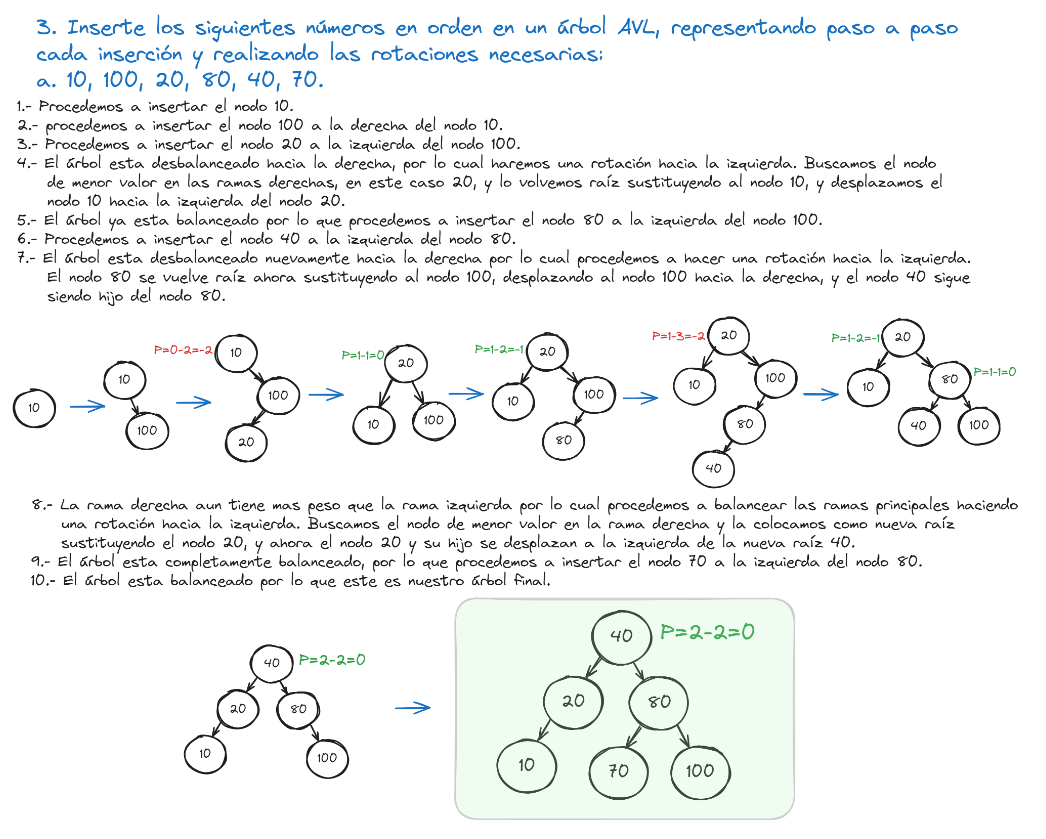 3. Inserte los siguientes números en orden en un árbol AVL, representando paso a paso
cada inserción y realizando las rotaciones necesarias:
a. 10, 100, 20, 80, 40, 70.
1.- Procedemos a insertar el nodo 10.
2.- procedemos a insertar el nodo 100 a la derecha del nodo 10.
3.- Procedemos a insertar el nodo 20 a la izquierda del nodo 100.
4.- El árbol esta desbalanceado hacia la derecha, por lo cual haremos una rotación hacia la izquierda. Buscamos el nodo
de menor valor en las ramas derechas, en este caso 20, y lo volvemos raíz sustituyendo al nodo 10, y desplazamos el
nodo 10 hacia la izquierda del nodo 20.
5.- El árbol ya esta balanceado por lo que procedemos a insertar el nodo 80 a la izquierda del nodo 100.
6.- Procedemos a insertar el nodo 40 a la izquierda del nodo 80.
7.- El árbol esta desbalanceado nuevamente hacia la derecha por lo cual procedemos a hacer una rotación hacia la izquierda.
El nodo 80 se vuelve raíz ahora sustituyendo al nodo 100, desplazando al nodo 100 hacia la derecha, y el nodo 40 sigue
siendo hijo del nodo 80.
10
10
100
P=0-2=-2
10
100
20
P=1-1=0
20
10
100
P=1-2=-1
20
10
100
80
P=1-3=-2
20
10
100
80
40
P=1-2=-1
20
10
80
P=1-1=0
40
100
8.- La rama derecha aun tiene mas peso que la rama izquierda por lo cual procedemos a balancear las ramas principales haciendo
una rotación hacia la izquierda. Buscamos el nodo de menor valor en la rama derecha y la colocamos como nueva raíz
sustituyendo el nodo 20, y ahora el nodo 20 y su hijo se desplazan a la izquierda de la nueva raíz 40.
9.- El árbol esta completamente balanceado, por lo que procedemos a insertar el nodo 70 a la izquierda del nodo 80.
10.- El árbol esta balanceado por lo que este es nuestro árbol final.
40
P=2-2=0
20
80
10
100
40
P=2-2=0
20
80
10
70
100